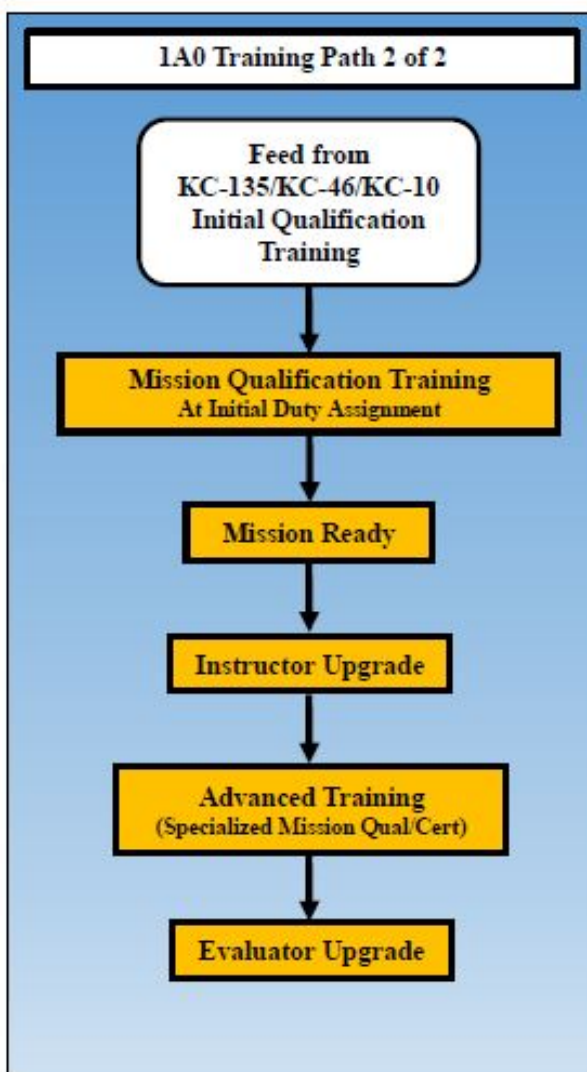 1A0 Training Path 2 of 2
Feed from
KC-135/KC-46/KC-10
Initial Qualification
Training
Mission Qualification Training
At Initial Duty Assignment
Mission Ready
Instructor Upgrade
Advanced Training
(Specialized Mission Qual/Cert)
Evaluator Upgrade